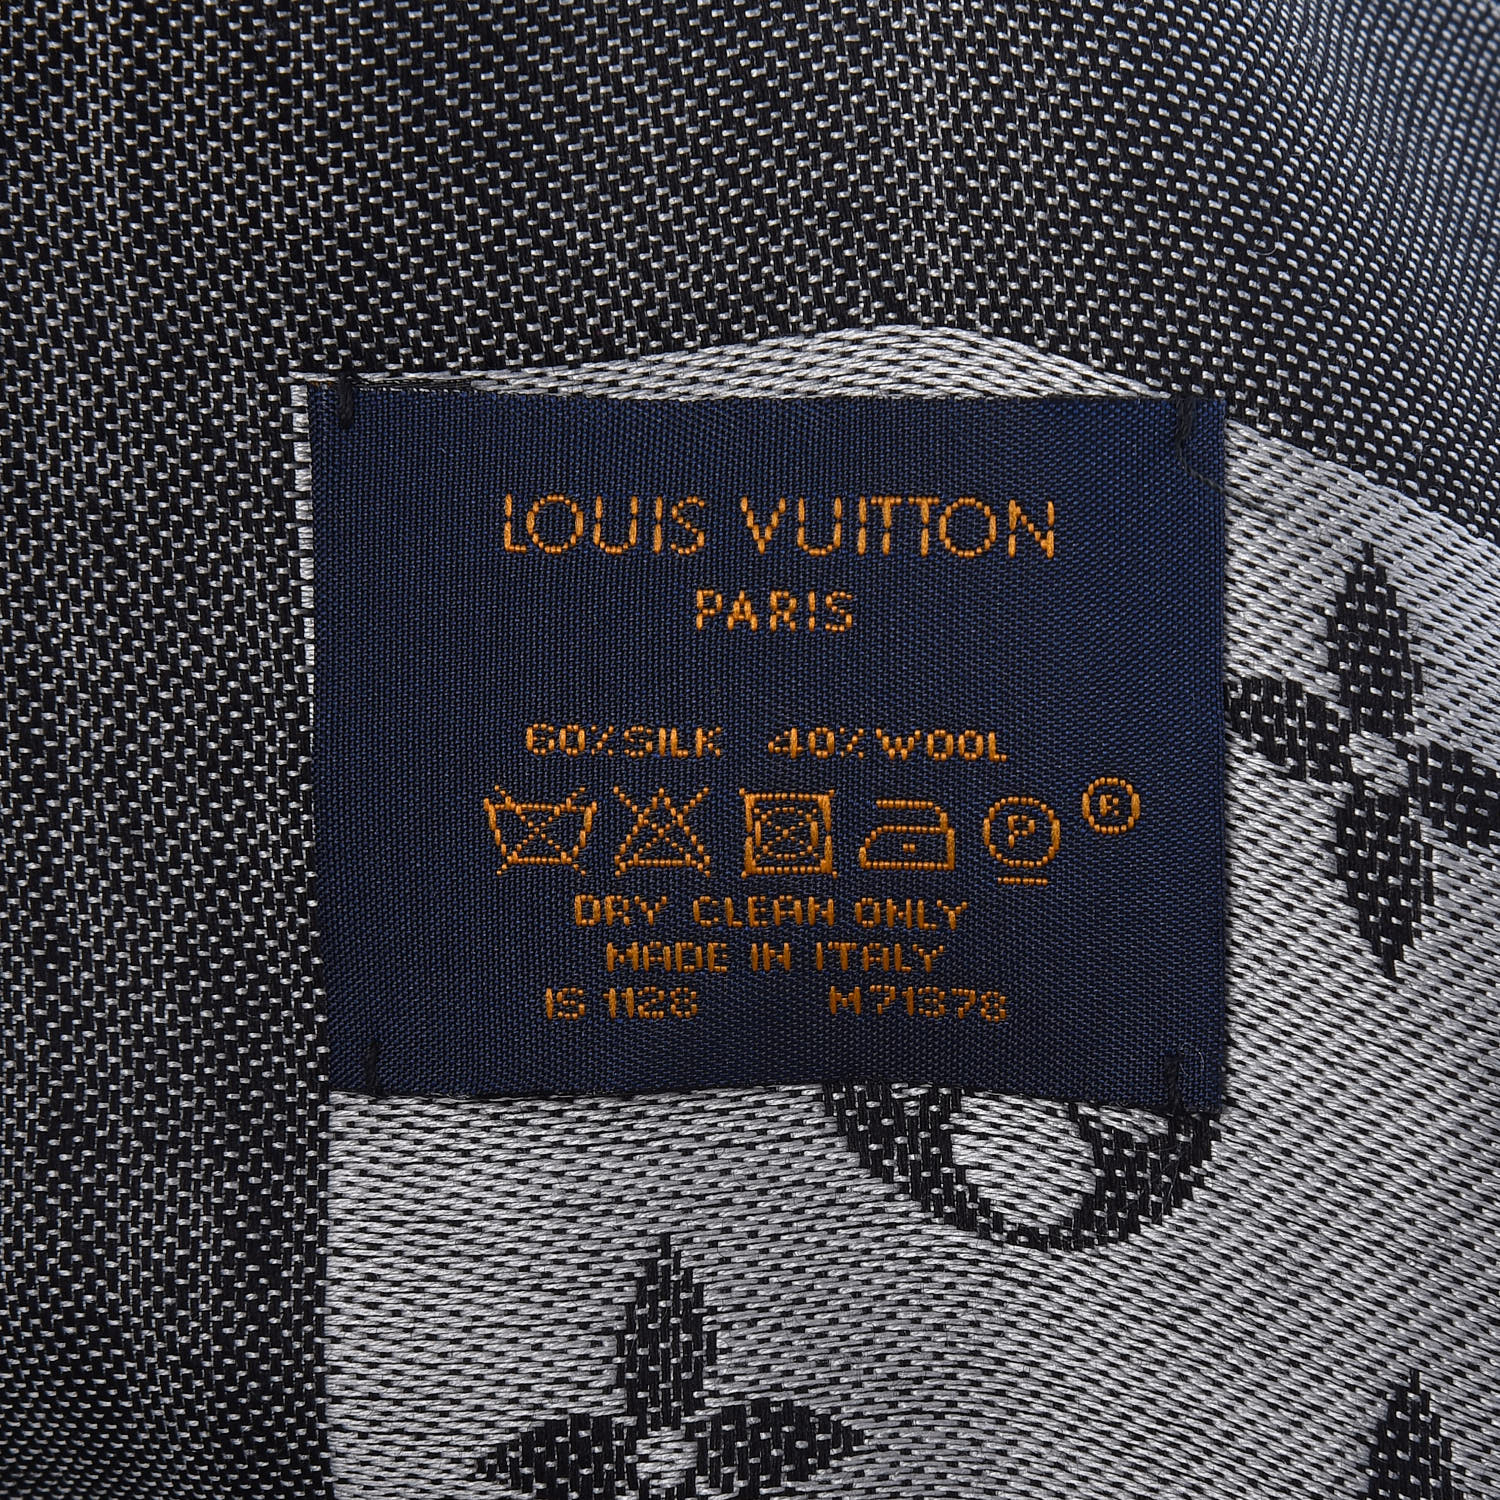 LOUIS VUITTON
PARIS
60% SILK 40% WOOL
P ®
DRY CLEAN ONLY
MADE IN ITALY
IS 1128 M71378